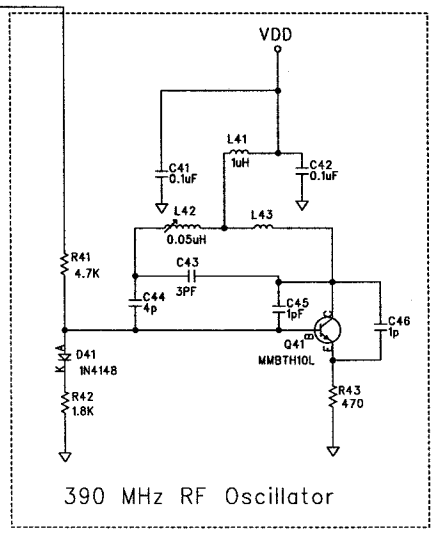 VDD
L41
1uH
C41
0.1uF
C42
0.1uF
L42
0.05uH
L43
C43
3PF
R41
4.7K
C44
4p
C45
1pF
C
B
E
Q41
MMBTH10L
C46
1p
A
K
D41
1N4148
R42
1.8K
R43
470
390 MHz RF Oscillator